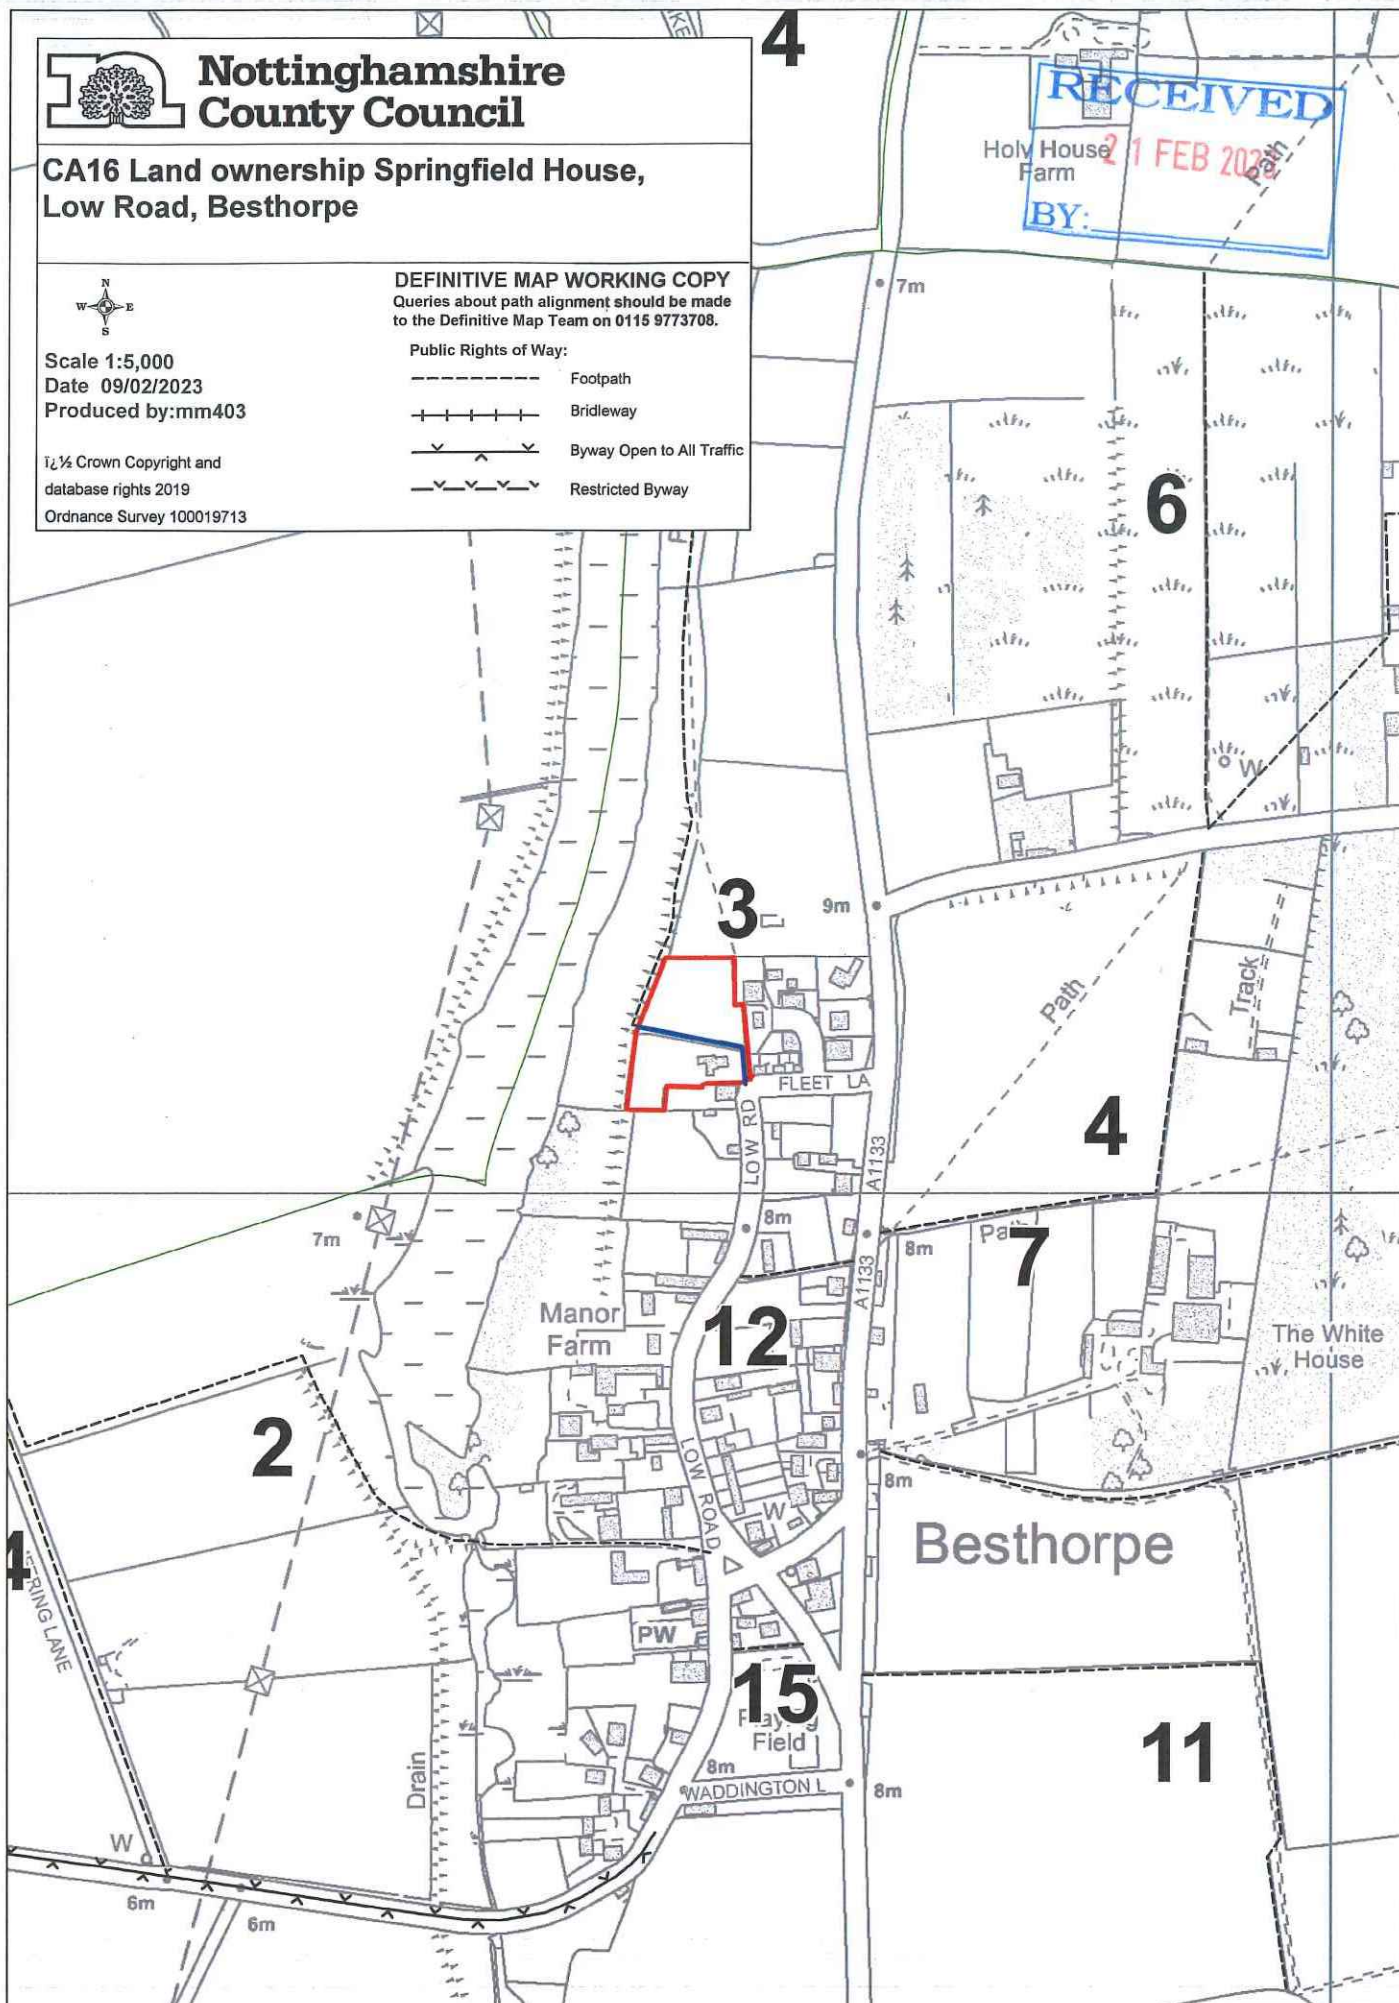 Nottinghamshire
County Council
CA16 Land ownership Springfield House,
Low Road, Besthorpe
N
W E
S
Scale 1:5,000
Date 09/02/2023
Produced by:mm403
ï¿½ Crown Copyright and
database rights 2019
Ordnance Survey 100019713
DEFINITIVE MAP WORKING COPY
Queries about path alignment should be made
to the Definitive Map Team on 0115 9773708.
Public Rights of Way:
Footpath
Bridleway
Byway Open to All Traffic
Restricted Byway
4
RECEIVED
21 FEB
BY:
Holy House
Farm
Path
7m
6
W
3
9m
Path
Track
FLEET LA
LOW RD
A1133
4
7m
8m
8m
7
A1133
Manor
Farm
12
The White
House
2
LOW ROAD
W
8m
Besthorpe
4
PW
15
Field
11
Drain
8m
WADDINGTON L
8m
W
6m
6m